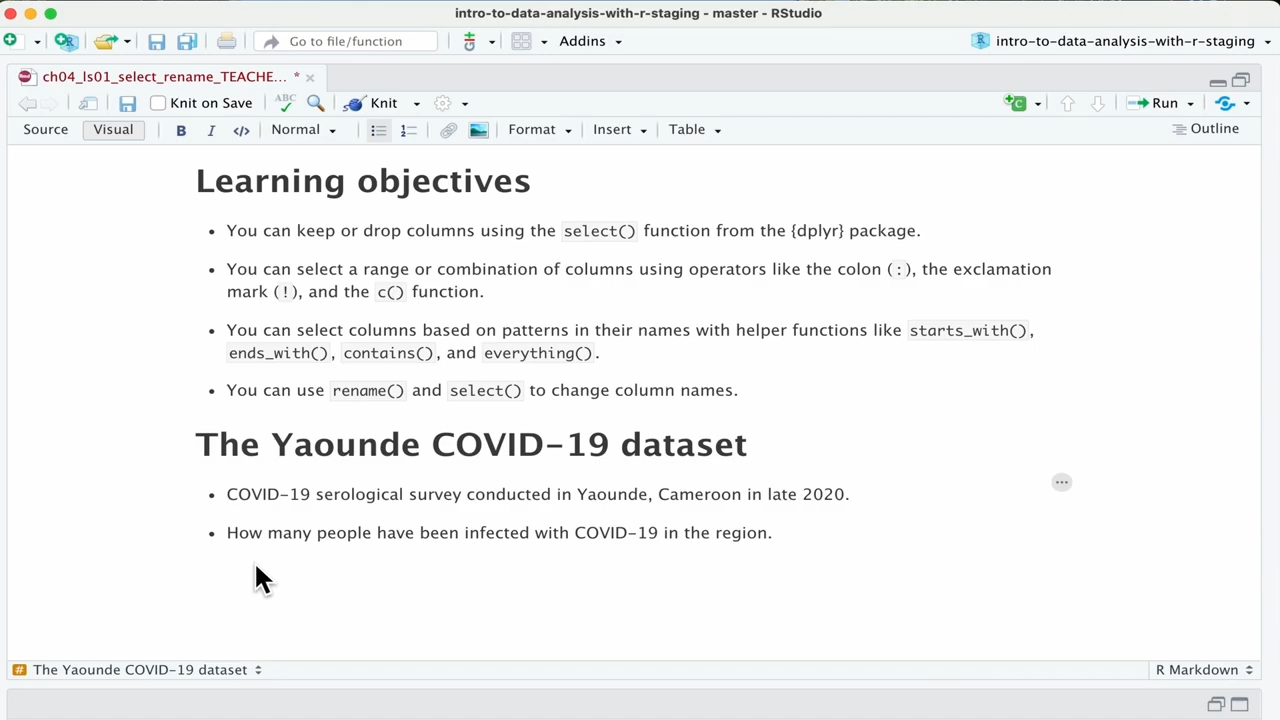 intro-to-data-analysis-with-r-staging - master - RStudio
Go to file/function
Addins
intro-to-data-analysis-with-r-staging
ch04_ls01_select_rename_TEACHE... *
Knit on Save
ABC
Knit
Run
Source
Visual
B
I
</>
Normal
Format
Insert
Table
Outline
Learning objectives
• You can keep or drop columns using the select() function from the {dplyr} package.
• You can select a range or combination of columns using operators like the colon (:), the exclamation
mark (!), and the c() function.
• You can select columns based on patterns in their names with helper functions like starts_with(),
ends_with(), contains(), and everything().
• You can use rename() and select() to change column names.
The Yaounde COVID-19 dataset
• COVID-19 serological survey conducted in Yaounde, Cameroon in late 2020.
• How many people have been infected with COVID-19 in the region.
# The Yaounde COVID-19 dataset
R Markdown